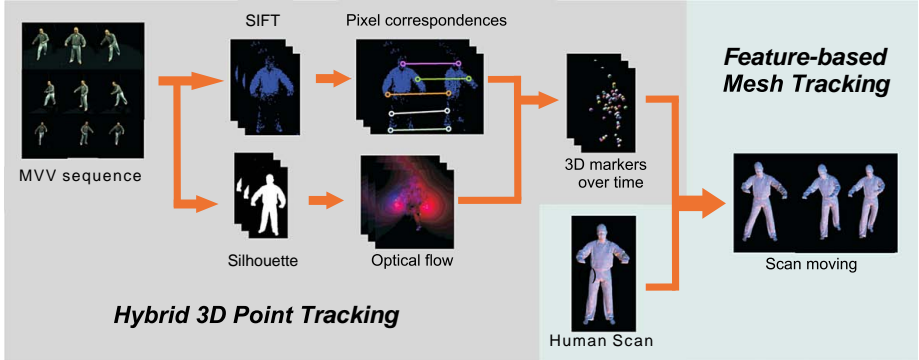 SIFT
Pixel correspondences
Feature-based
Mesh Tracking
MVV sequence
3D markers
over time
Silhouette
Optical flow
Scan moving
Hybrid 3D Point Tracking
Human Scan